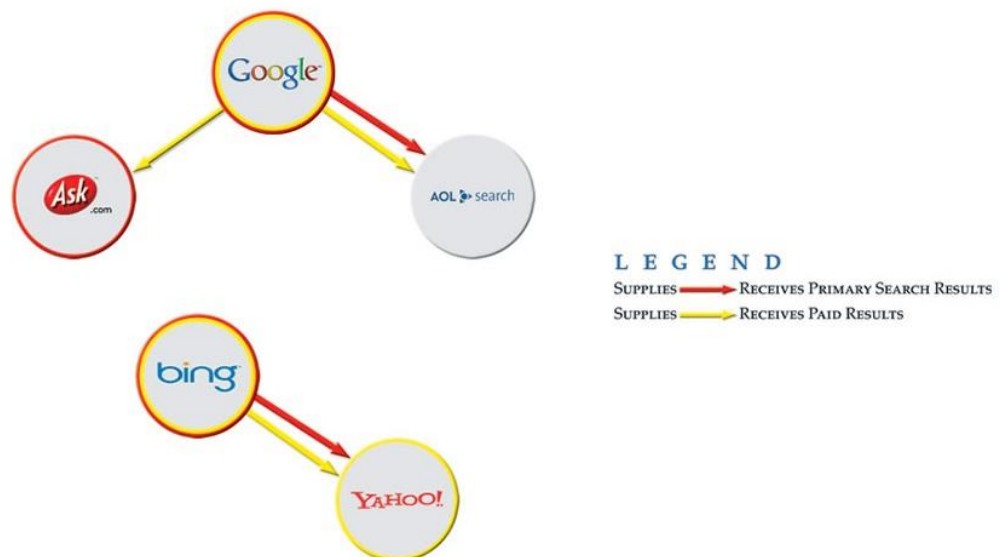 Google
Ask
.com
AOL search
LEGEND
SUPPLIES RECEIVES PRIMARY SEARCH RESULTS
SUPPLIES RECEIVES PAID RESULTS
bing
YAHOO!